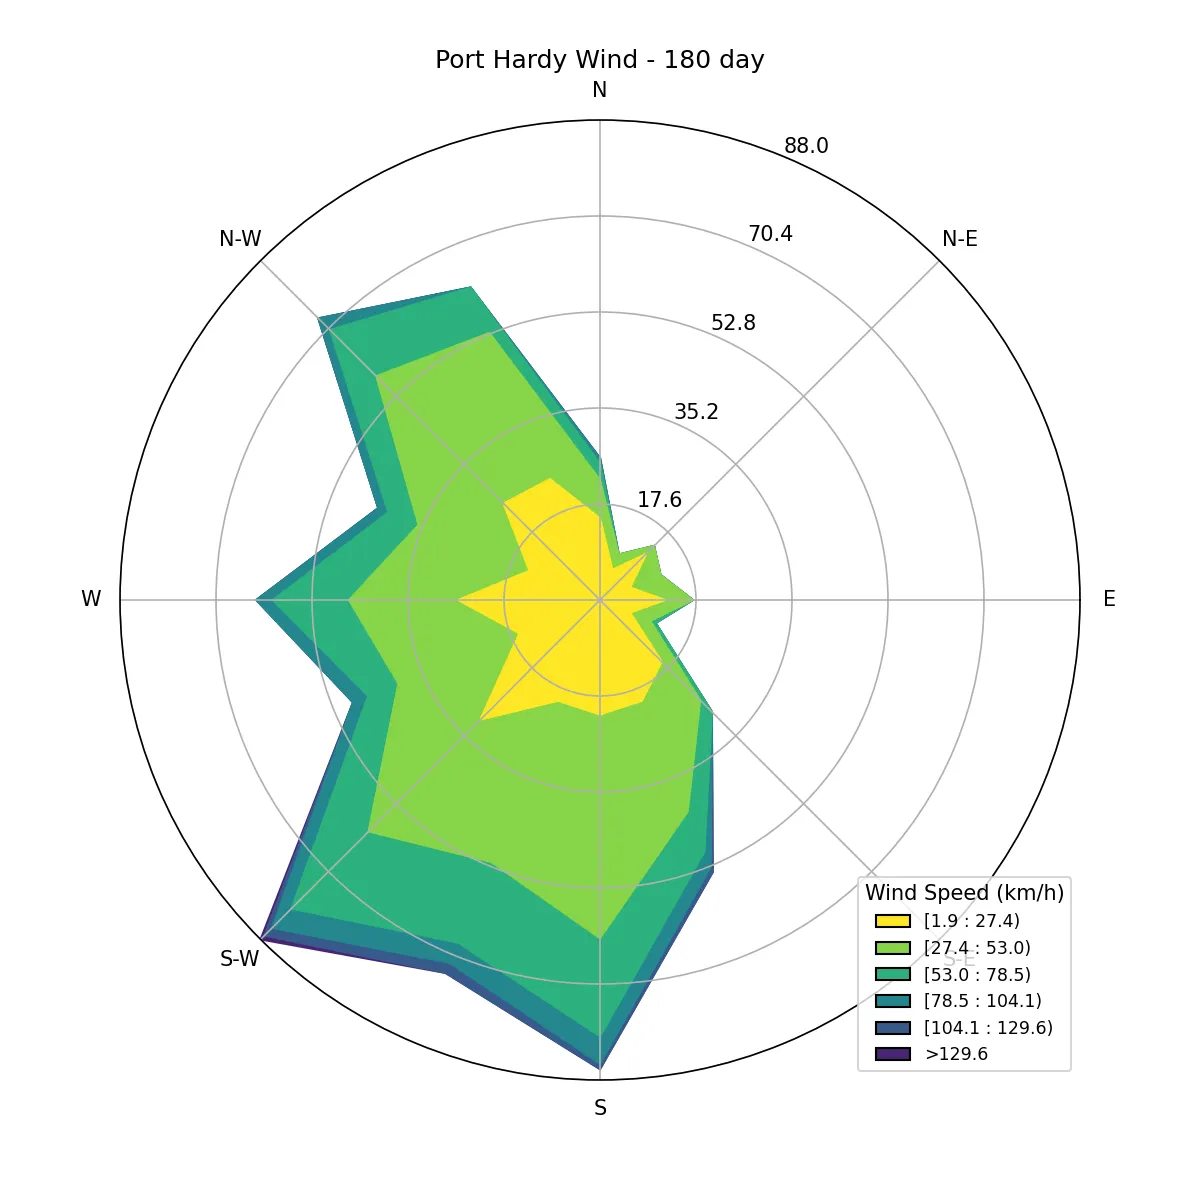 Port Hardy Wind - 180 day
N
88.0
N-W
N-E
70.4
52.8
35.2
17.6
W
E
S-W
S-E
S
Wind Speed (km/h)
[1.9 : 27.4)
[27.4 : 53.0)
[53.0 : 78.5)
[78.5 : 104.1)
[104.1 : 129.6)
>129.6